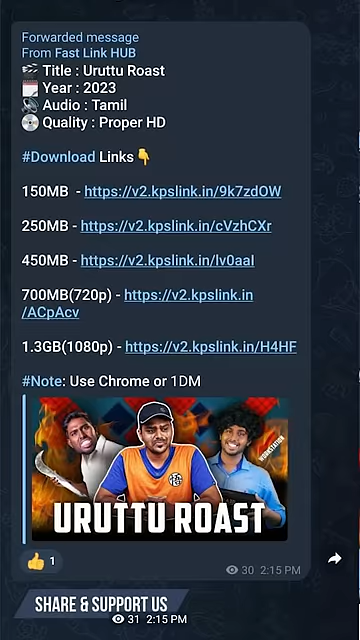 Forwarded message
From Fast Link HUB
🎬 Title : Uruttu Roast
🗓 Year : 2023
🔊 Audio : Tamil
💿 Quality : Proper HD
#Download Links👇
150MB - https://v2.kpslink.in/9k7zdOW
250MB - https://v2.kpslink.in/cVzhCXr
450MB - https://v2.kpslink.in/lv0aal
700MB(720p) - https://v2.kpslink.in
/ACpAcv
1.3GB(1080p) - https://v2.kpslink.in/H4HF
#Note: Use Chrome or 1DM
WORKSTATION
URUTTU ROAST
👍 1
30 2:15 PM
SHARE & SUPPORT US
31 2:15 PM